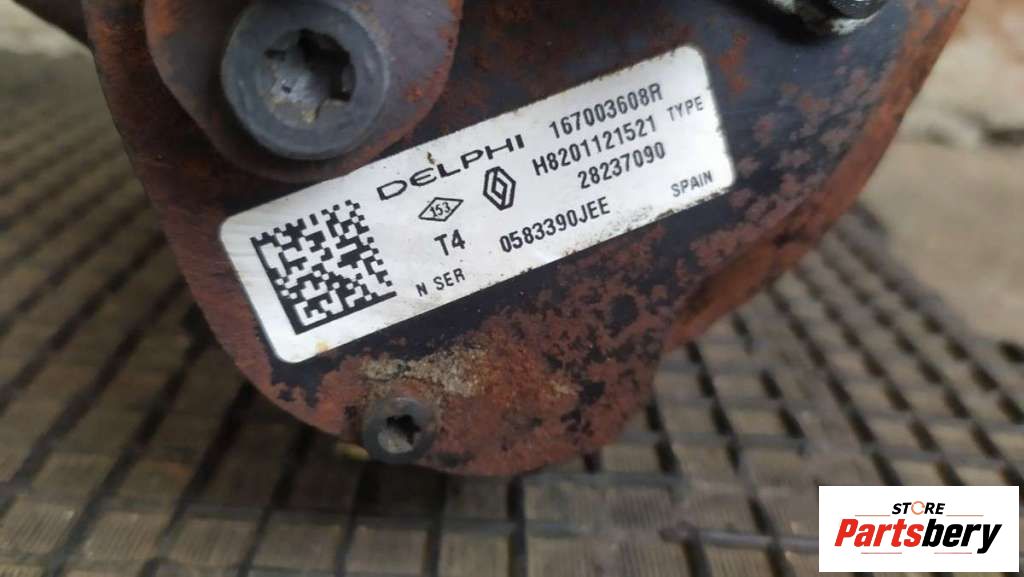 DELPHI 167003608R
153 H8201121521 TYPE
28237090
T4 0583390JEE SPAIN
N SER
STORE
Partsbery